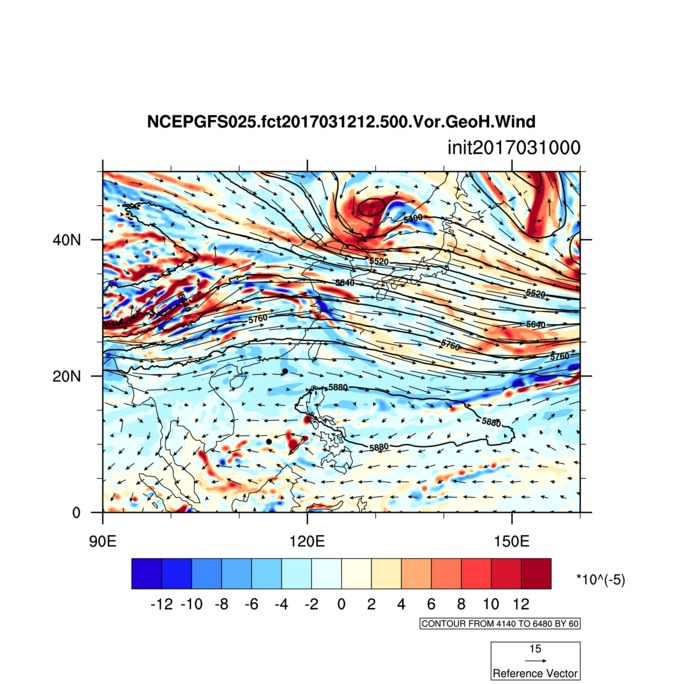 NCEPGFS025.fct2017031212.500.Vor.GeoH.Wind
init2017031000
40N
20N
0
90E 120E 150E
5400
5520
5640
5760
5520
5640
5760
5760
5880
5880
5880
-12 -10 -8 -6 -4 -2 0 2 4 6 8 10 12
*10^(-5)
CONTOUR FROM 4140 TO 6480 BY 60
15
Reference Vector